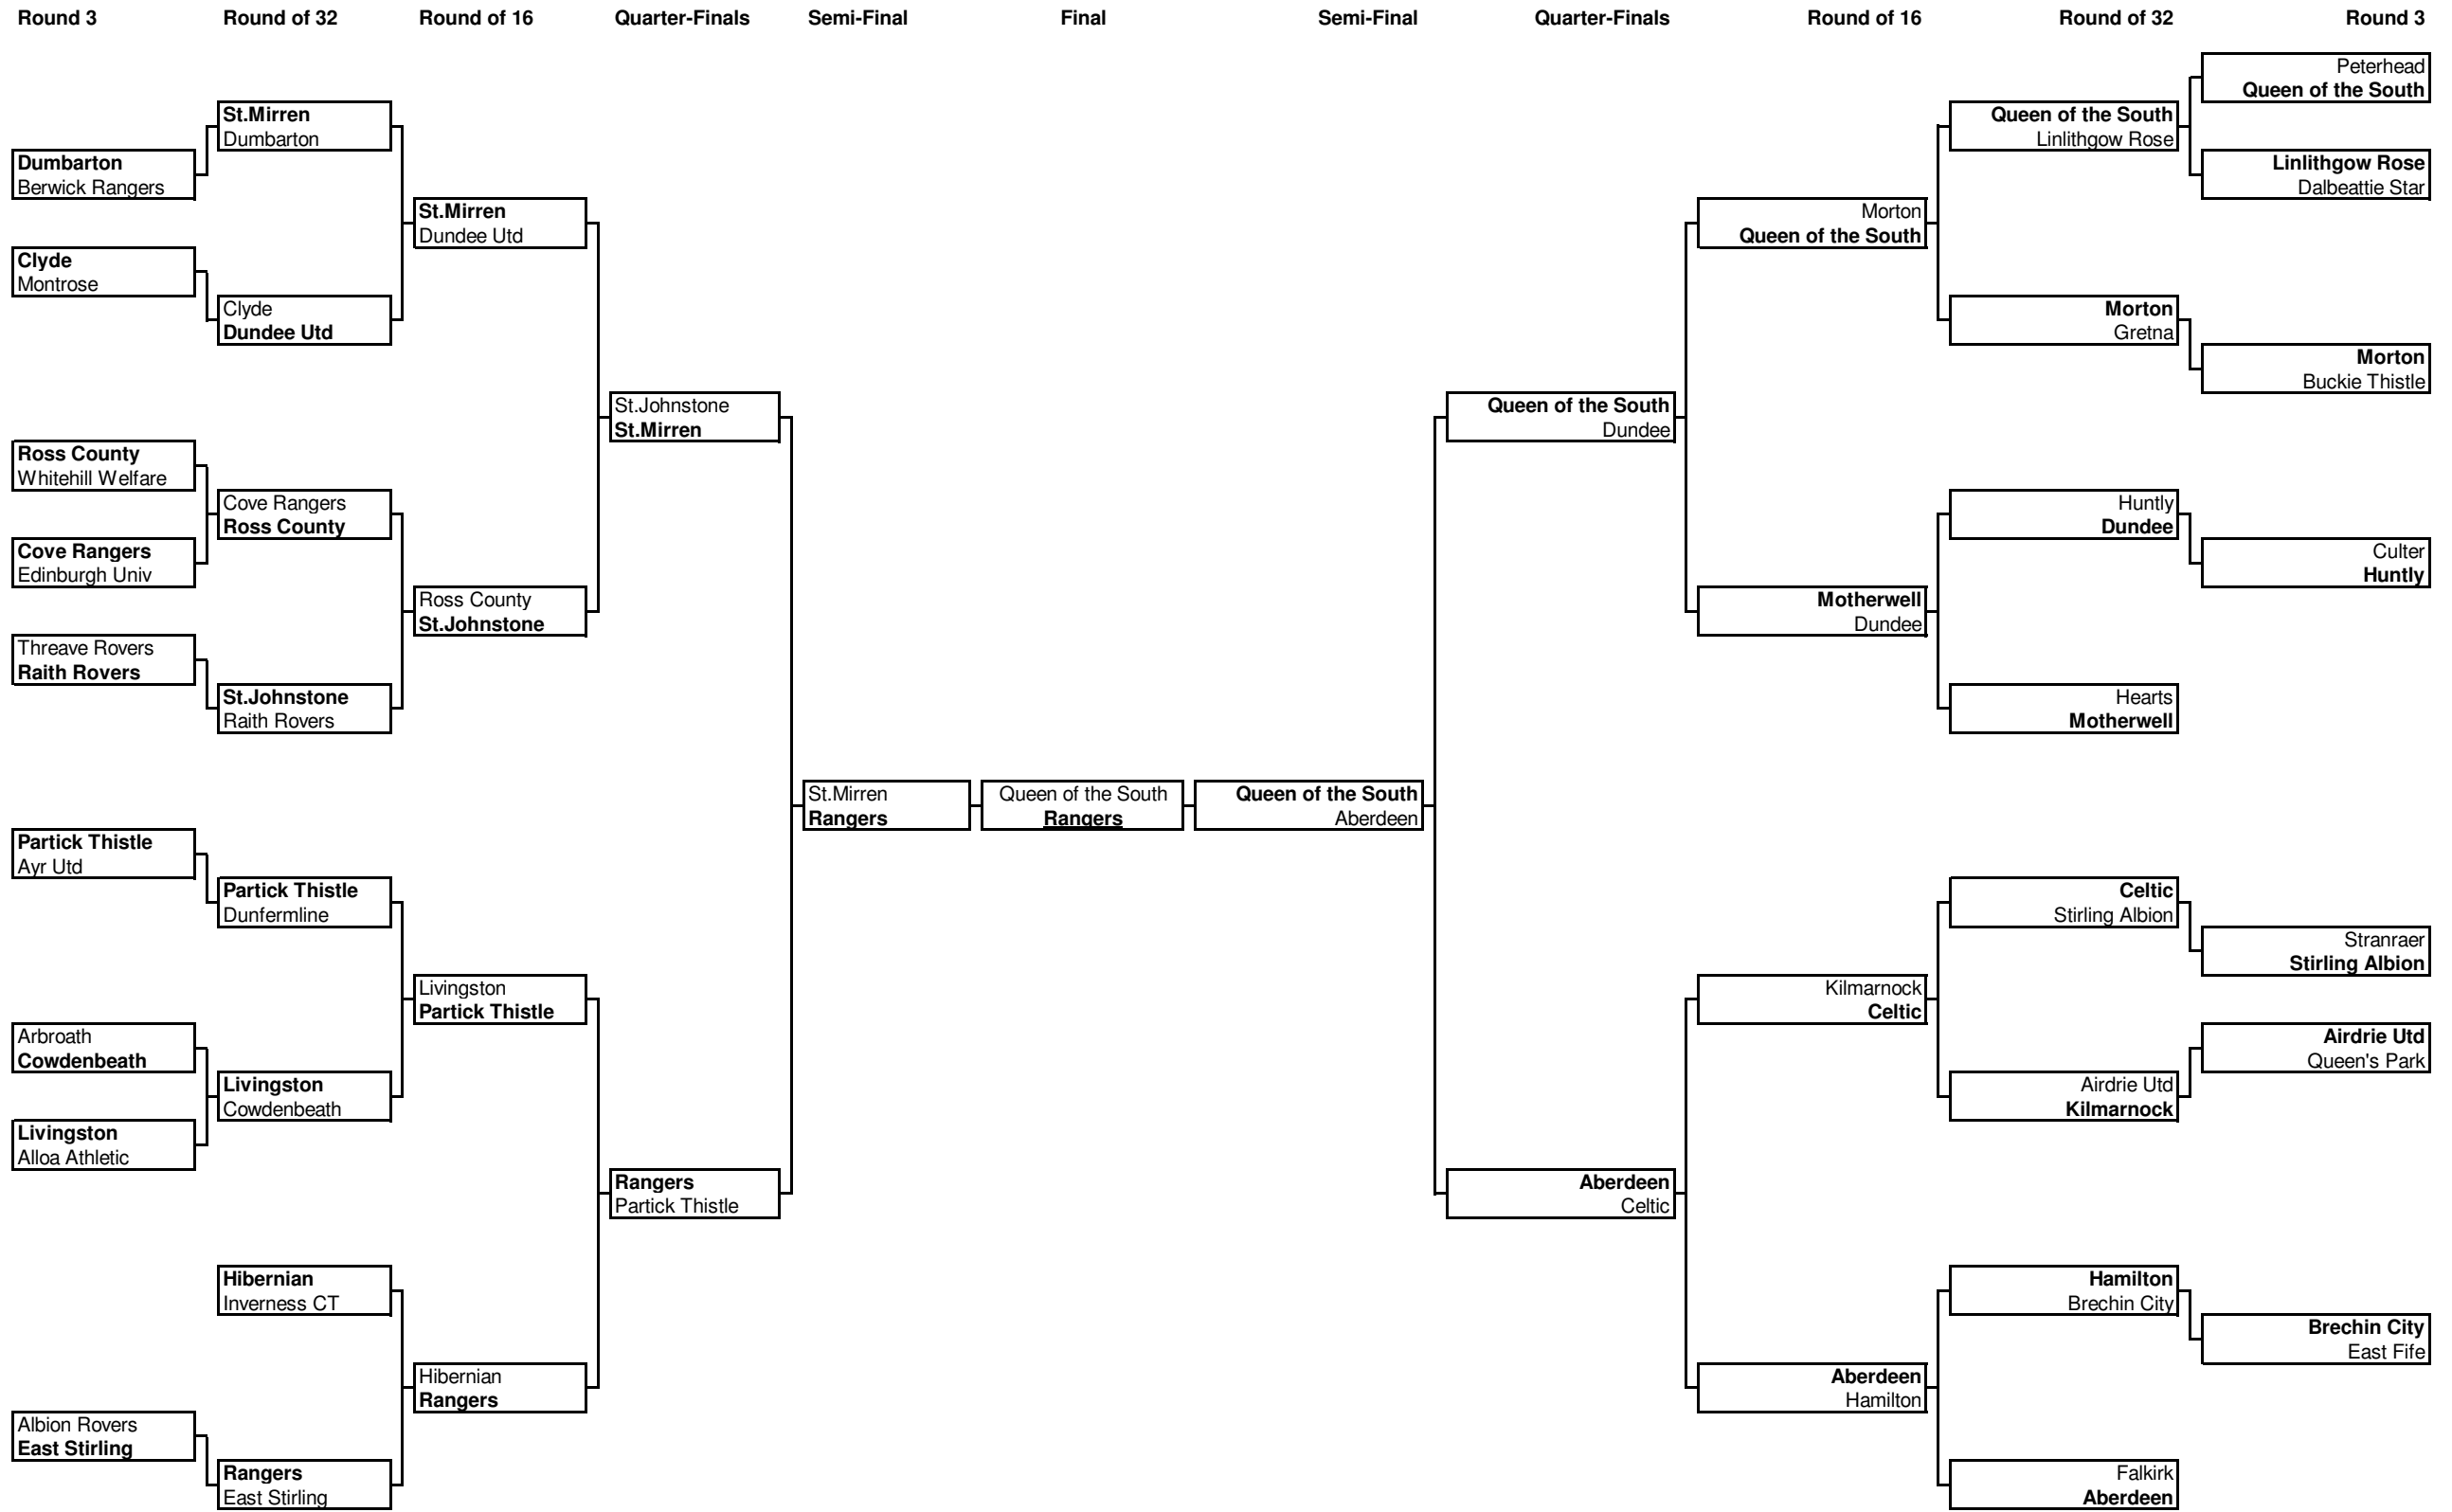 Round 3
Round of 32
Round of 16
Quarter-Finals
Semi-Final
Final
Semi-Final
Quarter-Finals
Round of 16
Round of 32
Round 3
Dumbarton
Berwick Rangers
Clyde
Montrose
Ross County
Whitehill Welfare
Cove Rangers
Edinburgh Univ
Threave Rovers
Raith Rovers
Partick Thistle
Ayr Utd
Arbroath
Cowdenbeath
Livingston
Alloa Athletic
Albion Rovers
East Stirling
St.Mirren
Dumbarton
Clyde
Dundee Utd
Cove Rangers
Ross County
St.Johnstone
Raith Rovers
Partick Thistle
Dunfermline
Livingston
Cowdenbeath
Hibernian
Inverness CT
Rangers
East Stirling
St.Mirren
Dundee Utd
Ross County
St.Johnstone
Livingston
Partick Thistle
Hibernian
Rangers
St.Johnstone
St.Mirren
Rangers
Partick Thistle
St.Mirren
Rangers
Queen of the South
Rangers
Queen of the South
Aberdeen
Queen of the South
Dundee
Aberdeen
Celtic
Morton
Queen of the South
Motherwell
Dundee
Kilmarnock
Celtic
Aberdeen
Hamilton
Queen of the South
Linlithgow Rose
Morton
Gretna
Huntly
Dundee
Hearts
Motherwell
Celtic
Stirling Albion
Airdrie Utd
Kilmarnock
Hamilton
Brechin City
Falkirk
Aberdeen
Peterhead
Queen of the South
Linlithgow Rose
Dalbeattie Star
Morton
Buckie Thistle
Culter
Huntly
Stranraer
Stirling Albion
Airdrie Utd
Queen's Park
Brechin City
East Fife